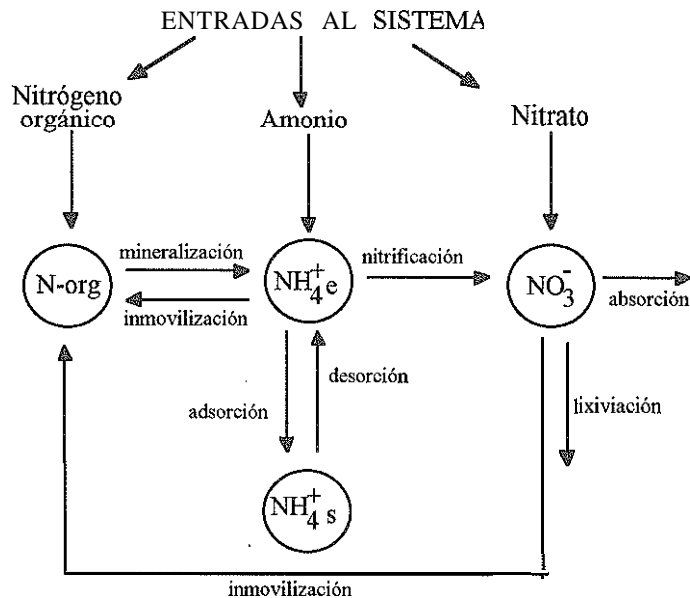 ENTRADAS AL SISTEMA
Nitrógeno
orgánico
Amonio
Nitrato
N-org
mineralización
inmovilización
NH₄⁺e
nitrificación
NO₃⁻
absorción
adsorción
desorción
lixiviación
NH₄⁺s
inmovilización